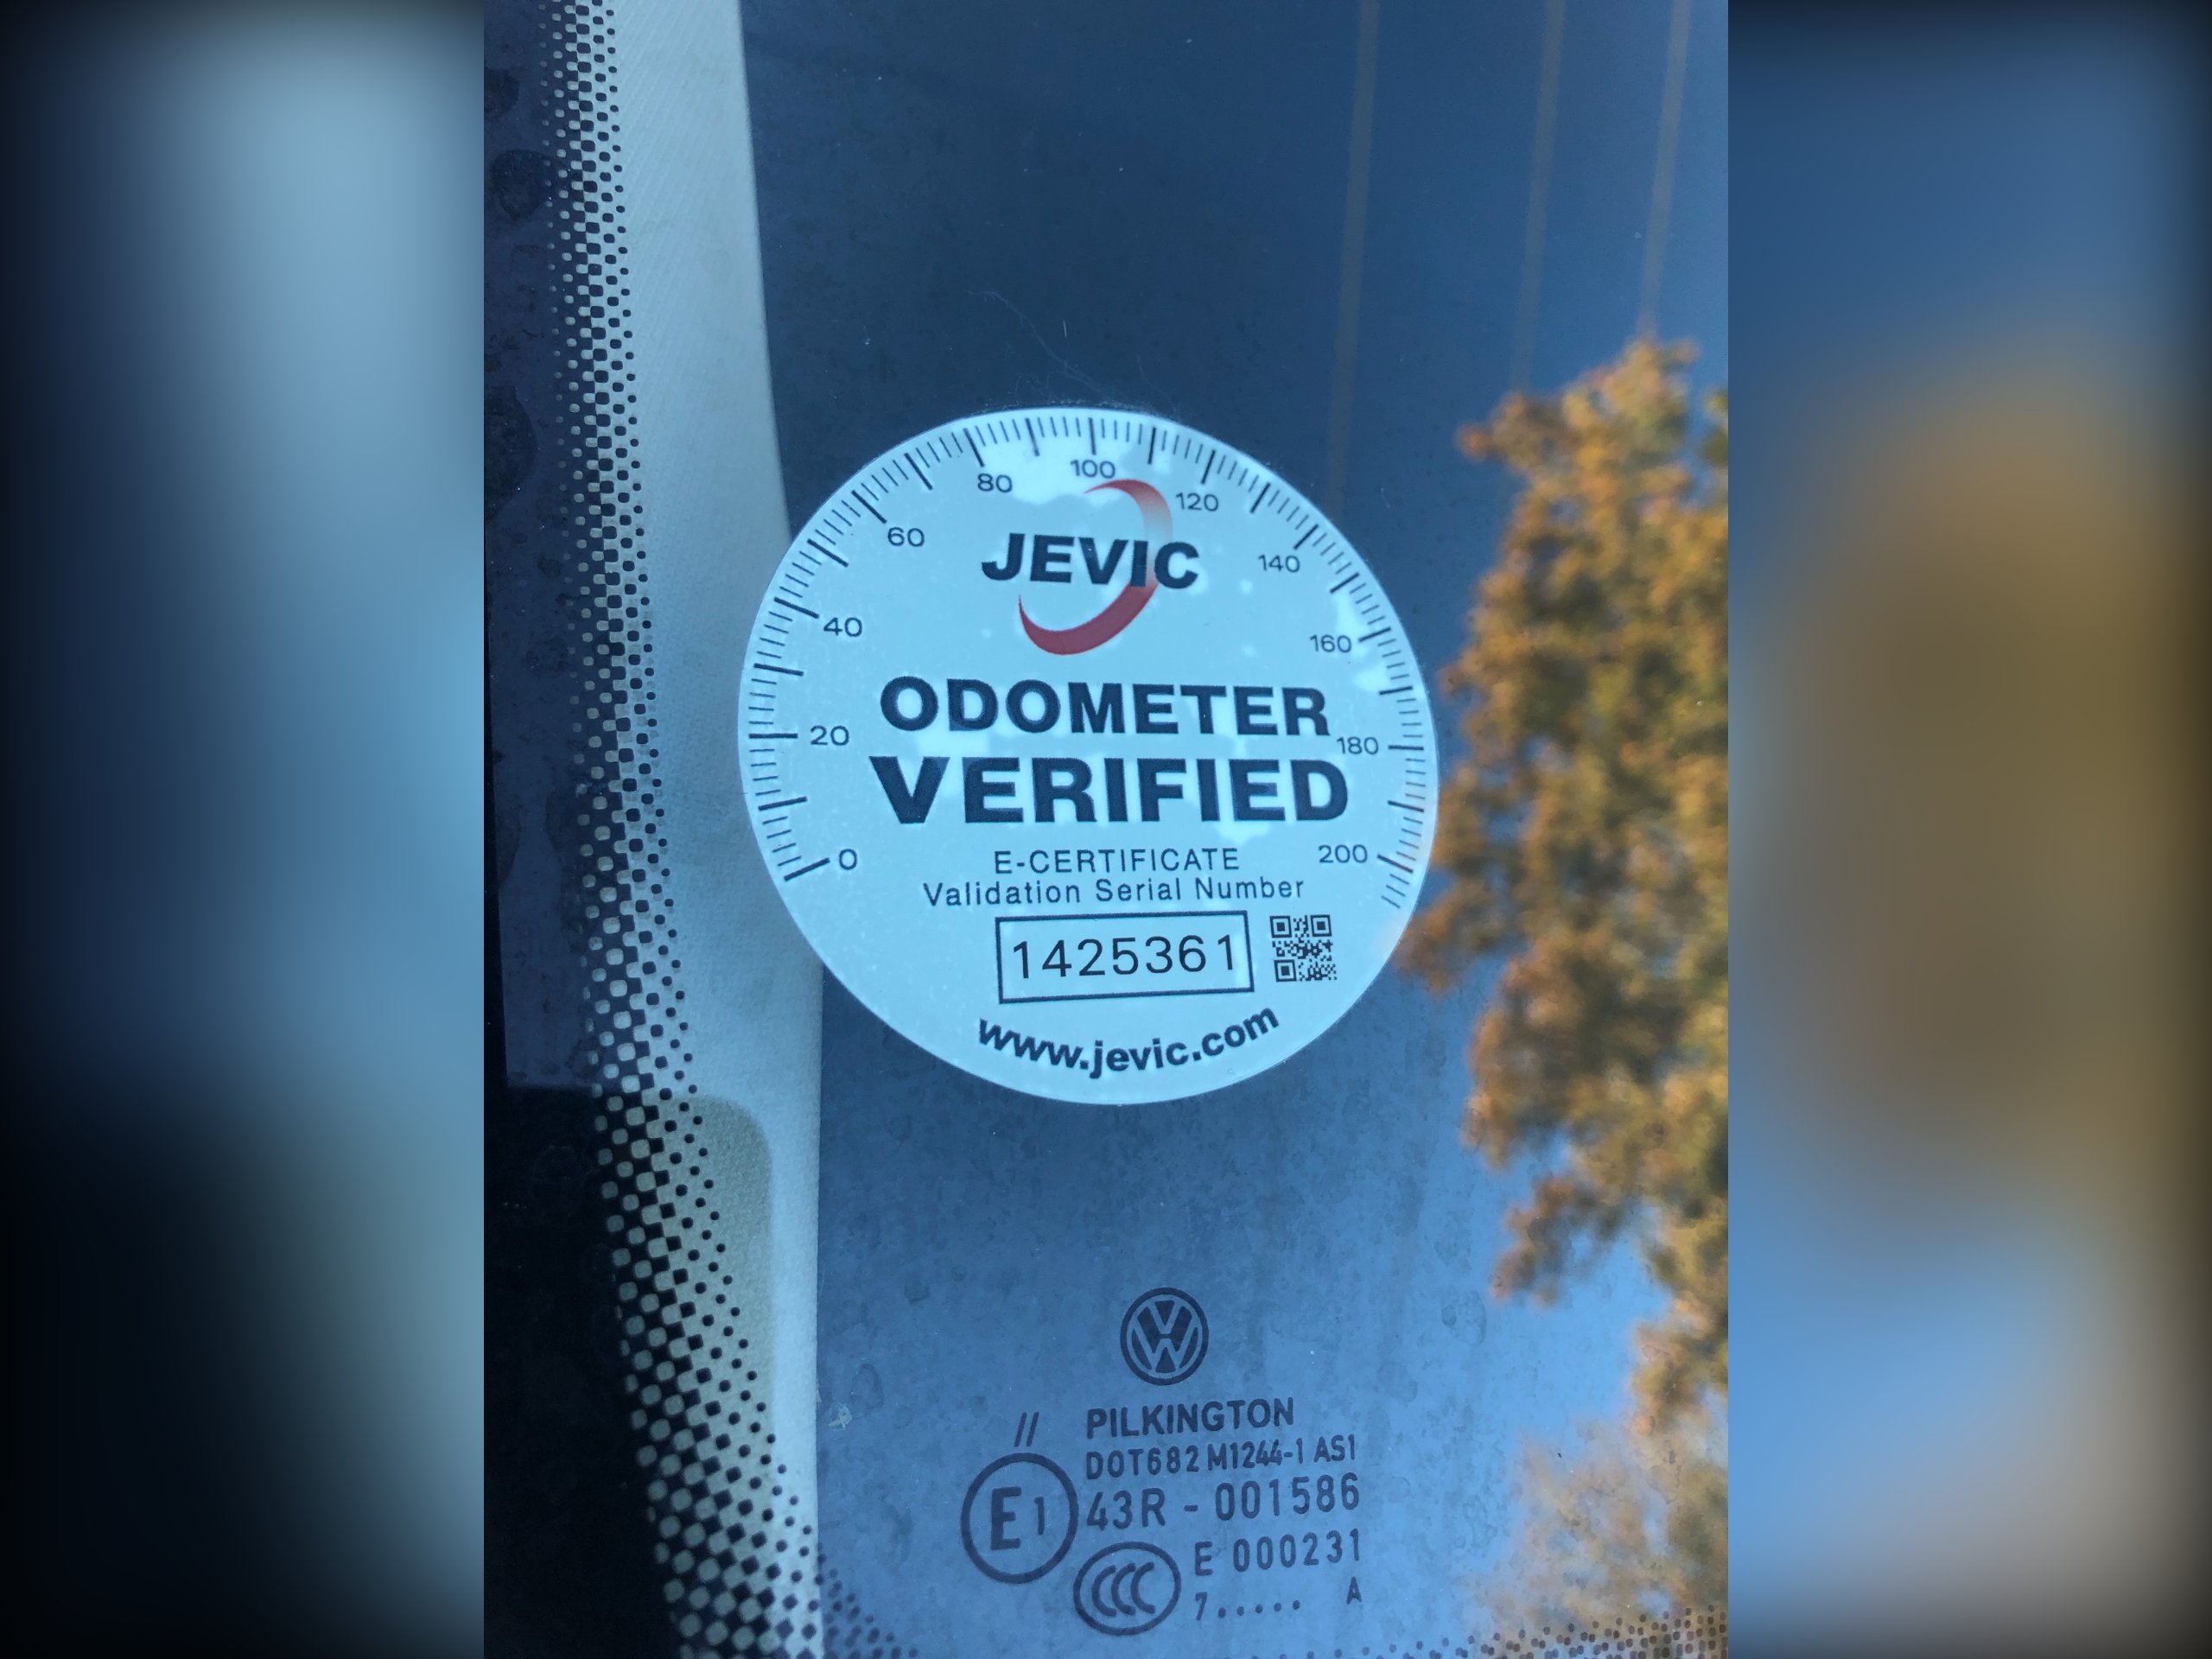 100
80
120
60
JEVIC
140
40
160
ODOMETER
20
180
VERIFIED
0
E-CERTIFICATE
200
Validation Serial Number
1425361
www.jevic.com
// PILKINGTON
DOT682 M1244-1 AS1
E1 43R - 001586
CCC E 000231
7..... A